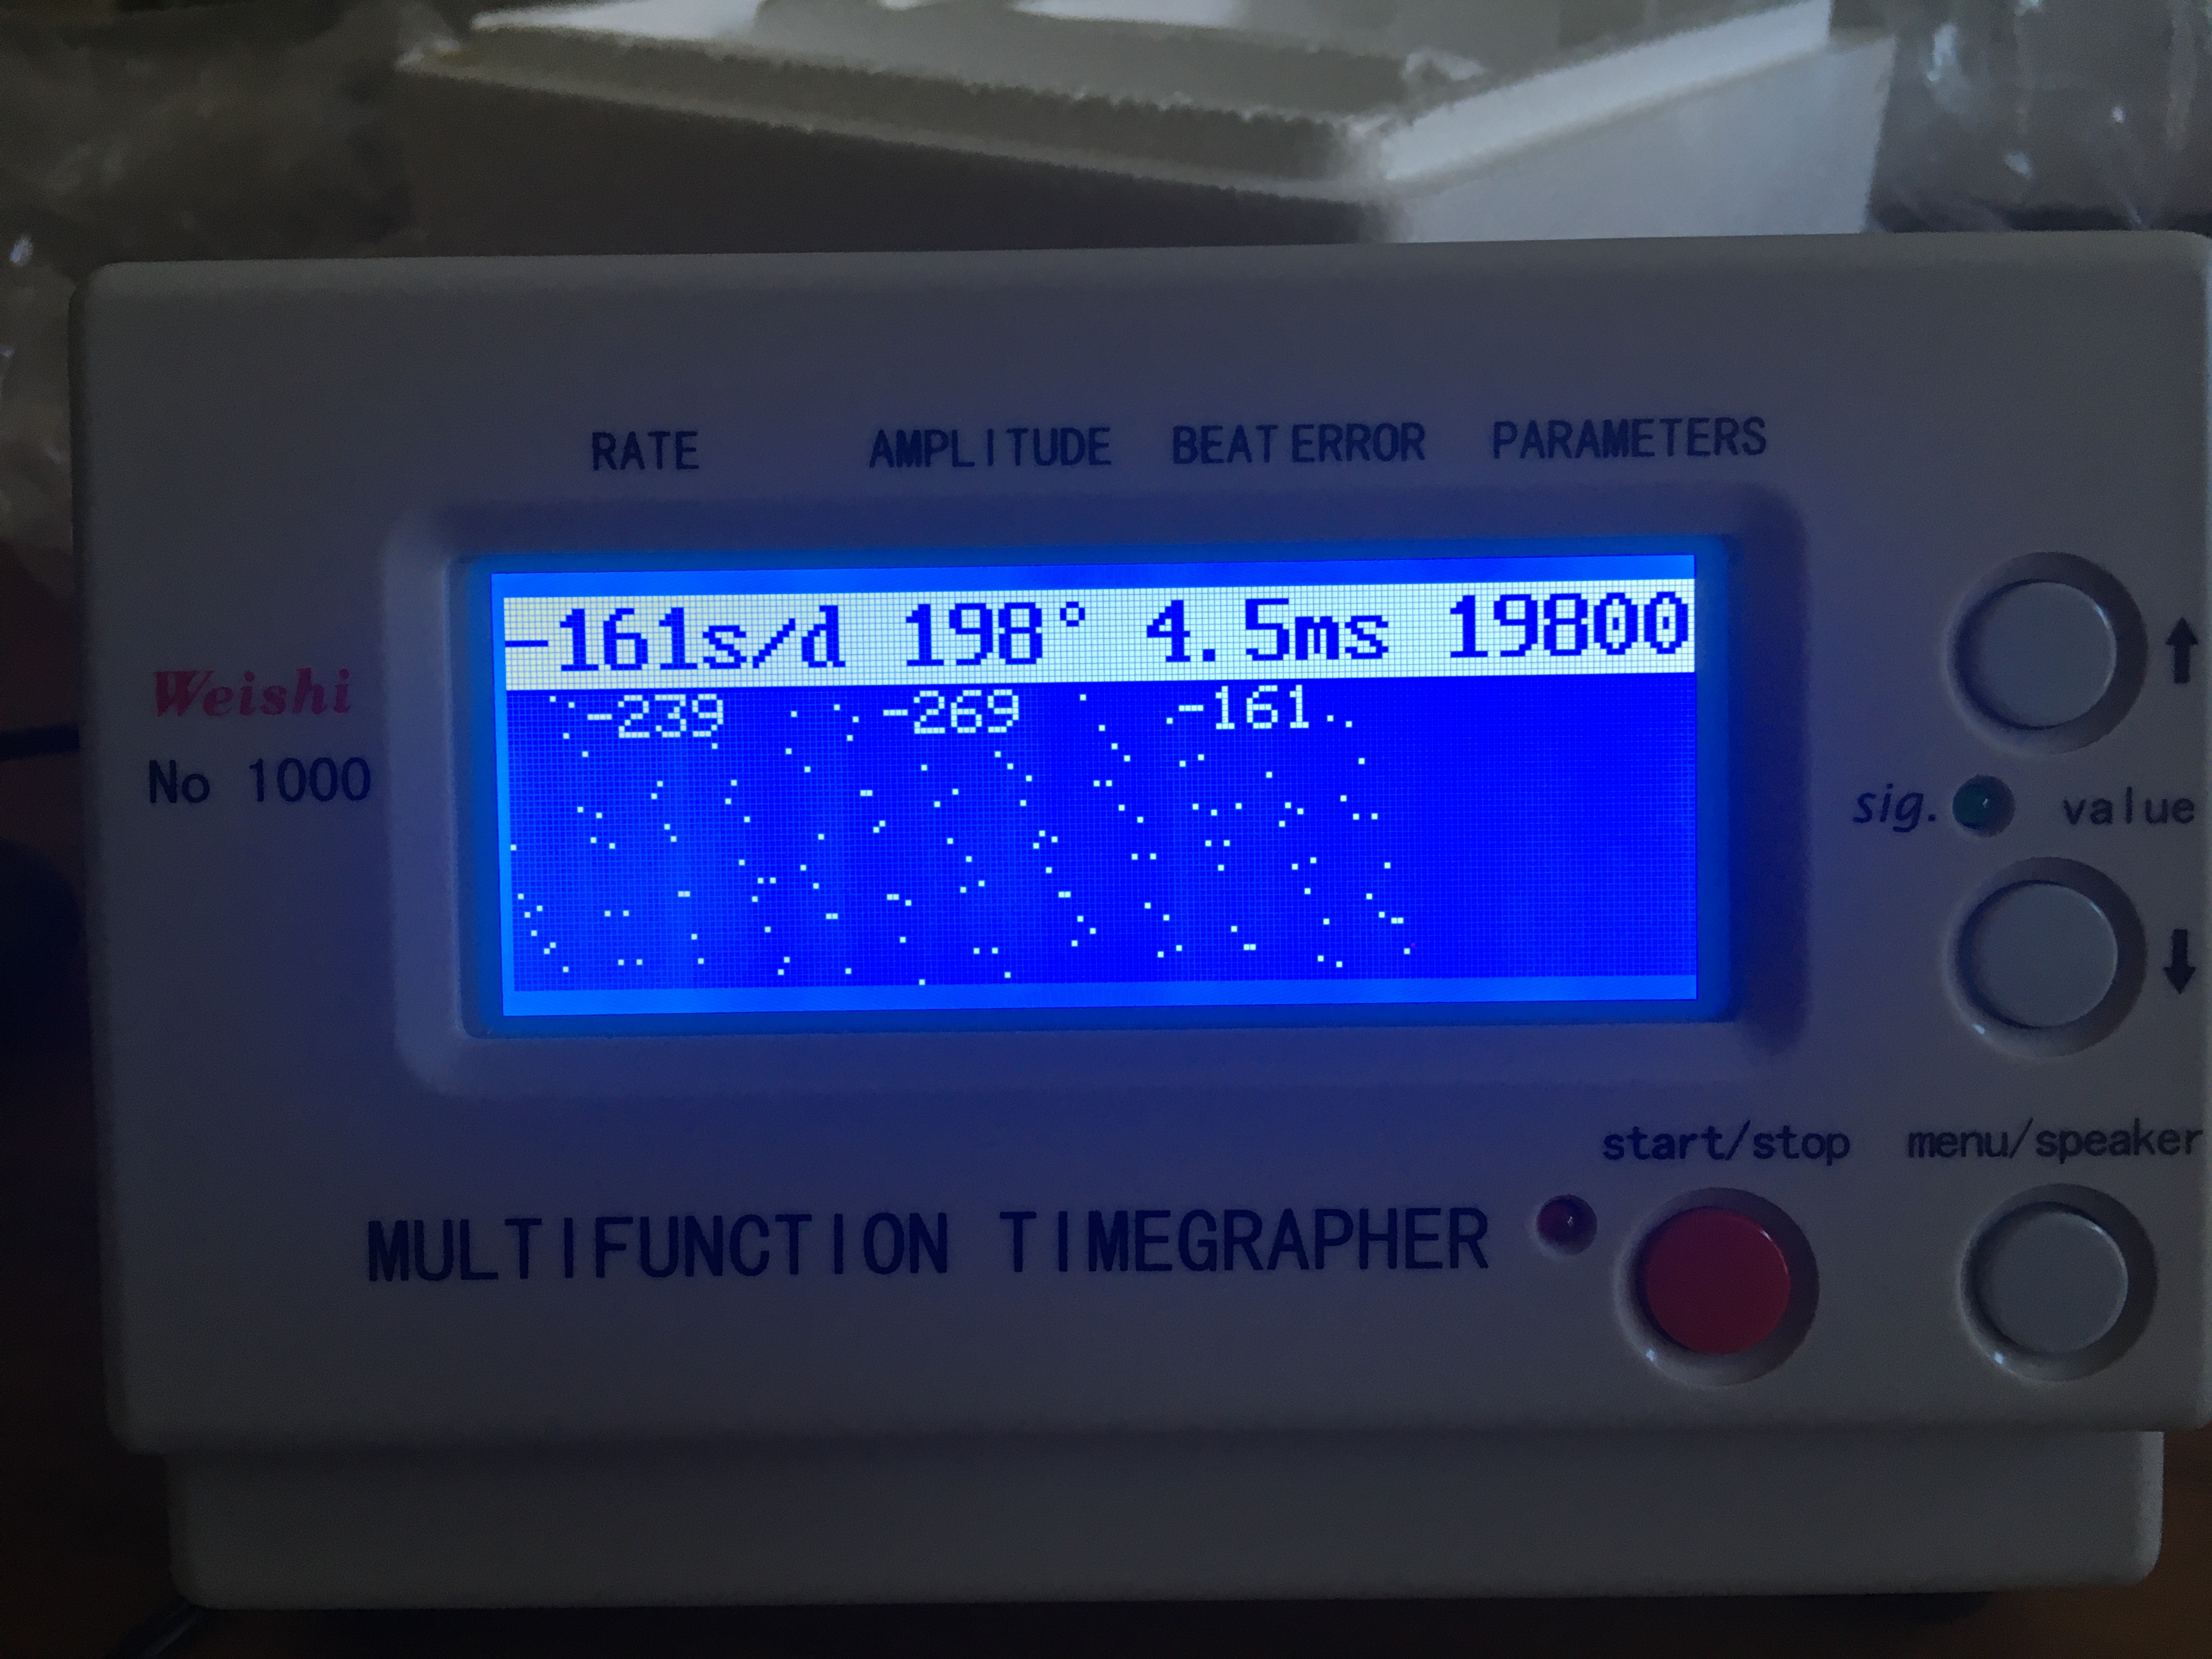 RATE AMPLITUDE BEAT ERROR PARAMETERS
-161s/d 198° 4.5ms 19800
-239 -269 -161
Weishi
No 1000
sig. value
start/stop menu/speaker
MULTIFUNCTION TIMEGRAPHER